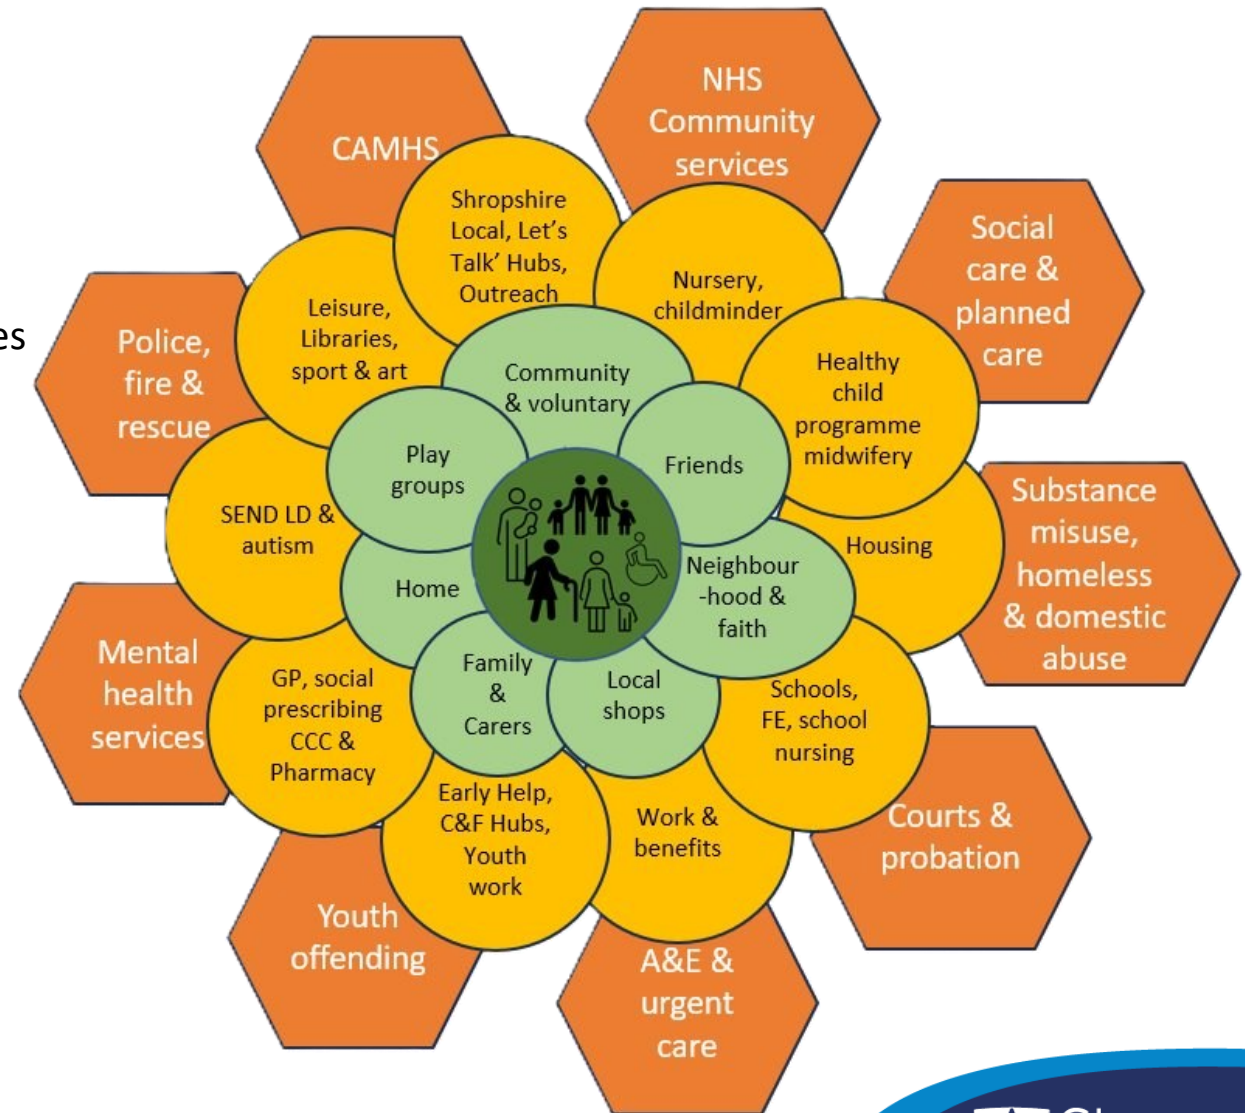 CAMHS
NHS
Community
services
Social
care &
planned
care
Substance
misuse,
homeless
& domestic
abuse
Courts &
probation
A&E &
urgent
care
Youth
offending
Mental
health
services
Police,
fire &
rescue
Shropshire
Local, Let’s
Talk’ Hubs,
Outreach
Nursery,
childminder
Healthy
child
programme
midwifery
Housing
Schools,
FE, school
nursing
Work &
benefits
Early Help,
C&F Hubs,
Youth
work
GP, social
prescribing
CCC &
Pharmacy
SEND LD &
autism
Leisure,
Libraries,
sport & art
Community
& voluntary
Friends
Neighbour
-hood &
faith
Local
shops
Family
&
Carers
Home
Play
groups